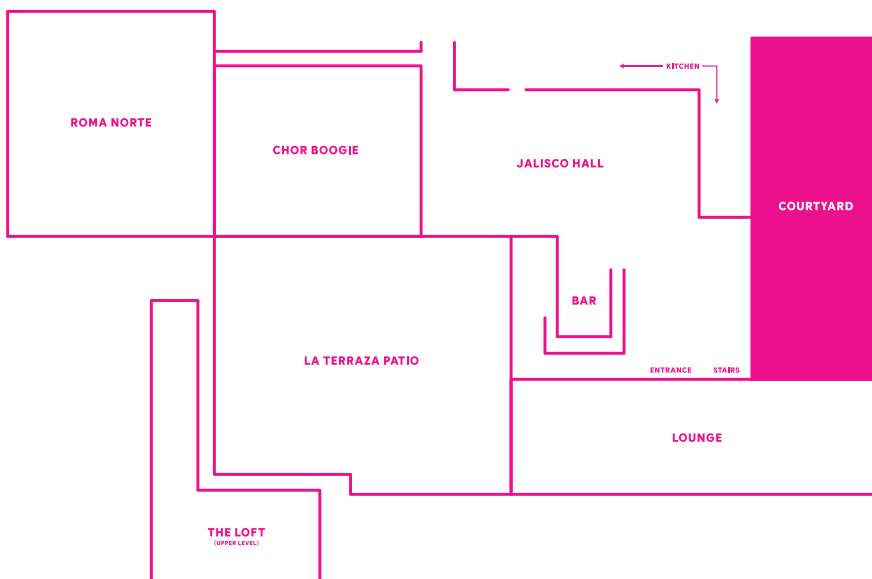 KITCHEN
ROMA NORTE
CHOR BOOGIE
JALISCO HALL
COURTYARD
BAR
LA TERRAZA PATIO
ENTRANCE
STAIRS
LOUNGE
THE LOFT
(UPPER LEVEL)